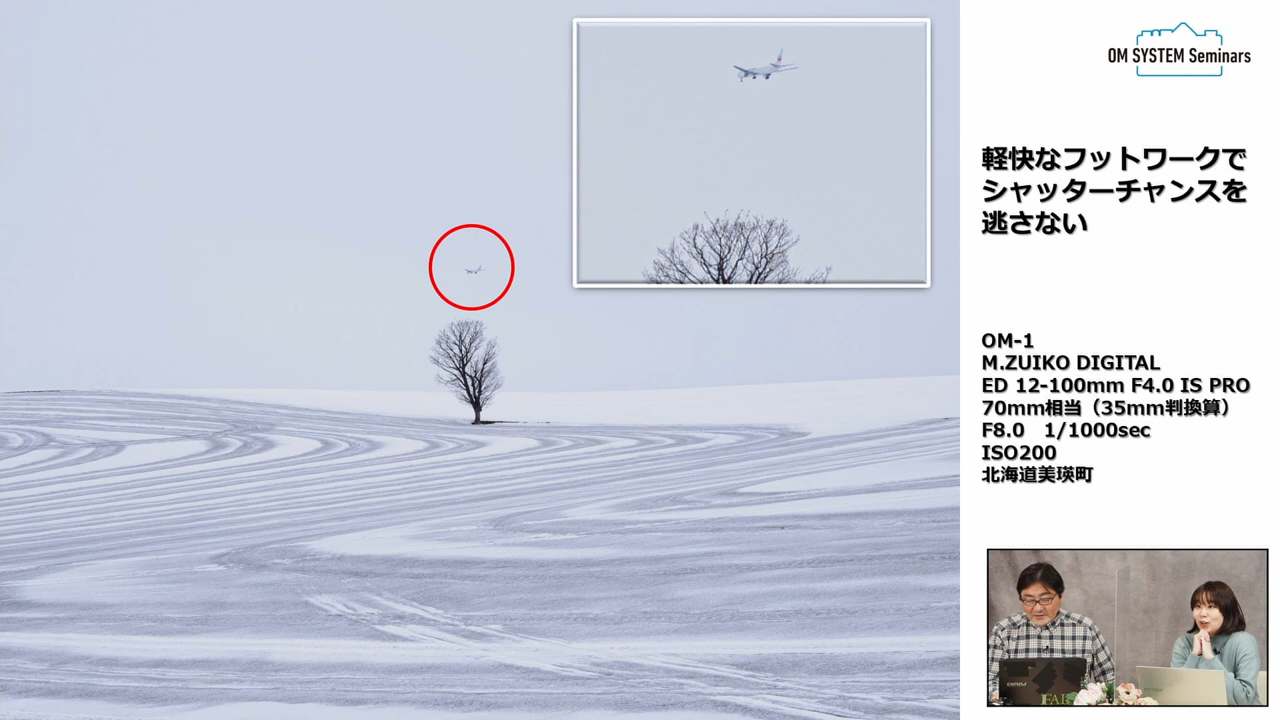 OM SYSTEM Seminars
軽快なフットワークで
シャッターチャンスを
逃さない
OM-1
M.ZUIKO DIGITAL
ED 12-100mm F4.0 IS PRO
70mm相当（35mm判換算）
F8.0 1/1000sec
ISO200
北海道美瑛町